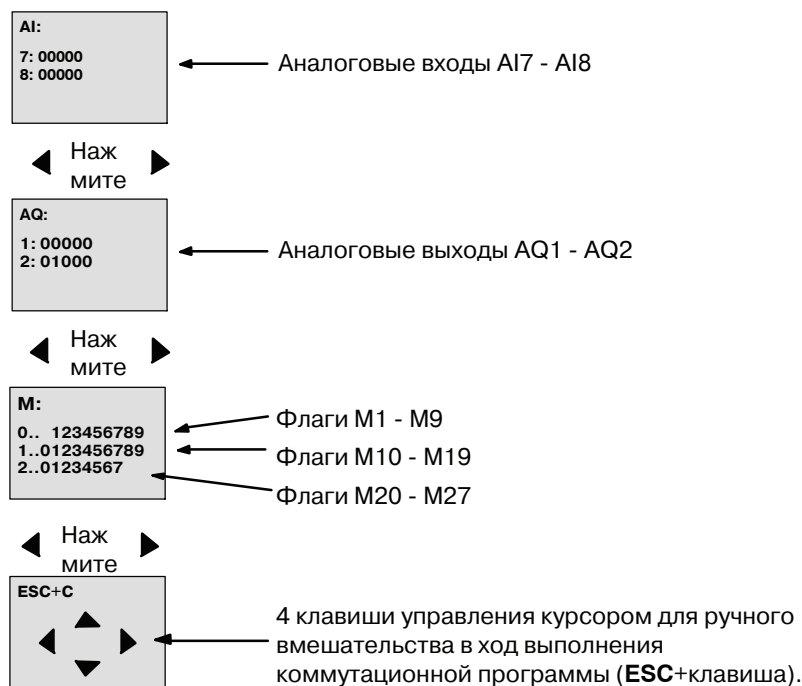 AI:
7: 00000
8: 00000
Аналоговые входы AI7 - AI8
Наж
мите
AQ:
1: 00000
2: 01000
Аналоговые выходы AQ1 - AQ2
Наж
мите
M:
0.. 123456789
1..0123456789
2..01234567
Флаги M1 - M9
Флаги M10 - M19
Флаги M20 - M27
Наж
мите
ESC+C
4 клавиши управления курсором для ручного
вмешательства в ход выполнения
коммутационной программы (ESC+клавиша).